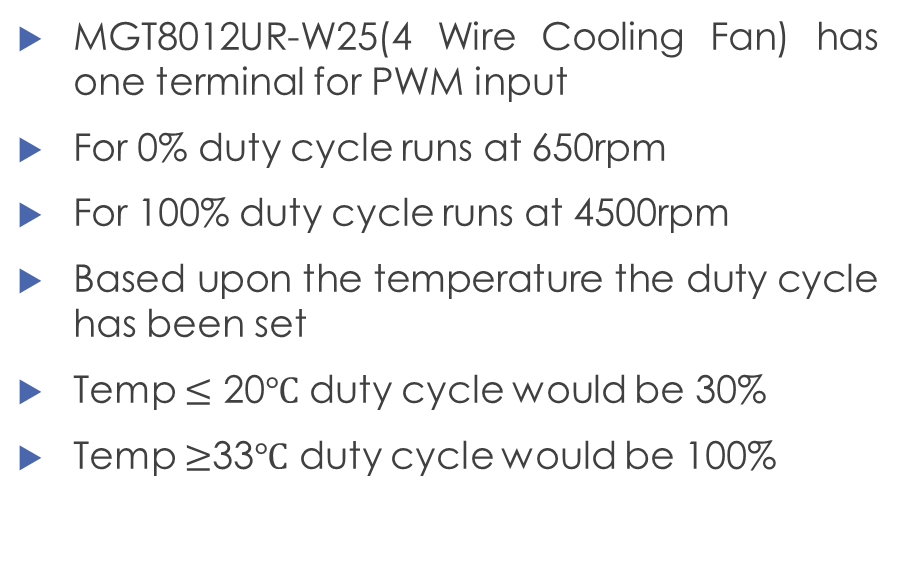 MGT8012UR-W25(4 Wire Cooling Fan) has
one terminal for PWM input
For 0% duty cycle runs at 650rpm
For 100% duty cycle runs at 4500rpm
Based upon the temperature the duty cycle
has been set
Temp ≤ 20℃ duty cycle would be 30%
Temp ≥33℃ duty cycle would be 100%